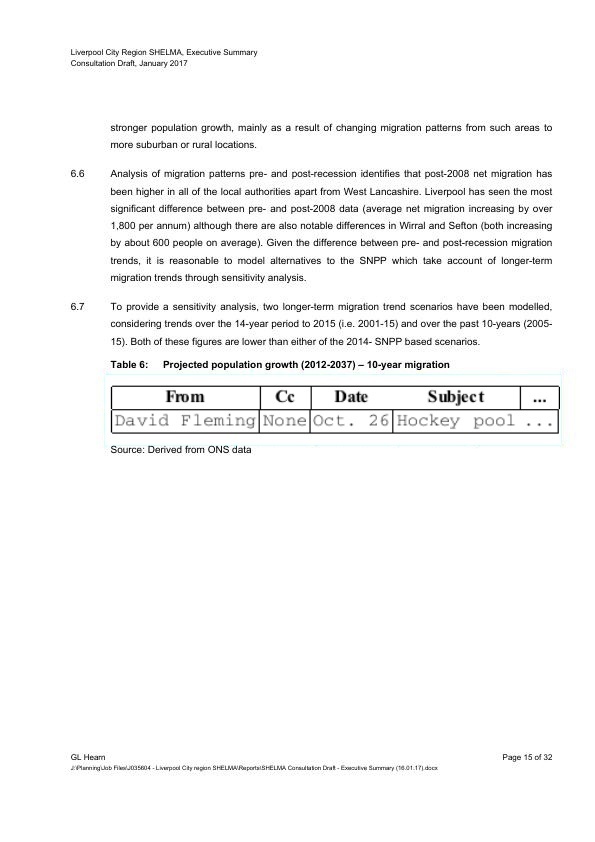 Liverpool City Region SHELMA, Executive Summary
Consultation Draft, January 2017
stronger population growth, mainly as a result of changing migration patterns from such areas to
more suburban or rural locations.
6.6 Analysis of migration patterns pre- and post-recession identifies that post-2008 net migration has
been higher in all of the local authorities apart from West Lancashire. Liverpool has seen the most
significant difference between pre- and post-2008 data (average net migration increasing by over
1,800 per annum) although there are also notable differences in Wirral and Sefton (both increasing
by about 600 people on average). Given the difference between pre- and post-recession migration
trends, it is reasonable to model alternatives to the SNPP which take account of longer-term
migration trends through sensitivity analysis.
6.7 To provide a sensitivity analysis, two longer-term migration trend scenarios have been modelled,
considering trends over the 14-year period to 2015 (i.e. 2001-15) and over the past 10-years (2005-
15). Both of these figures are lower than either of the 2014- SNPP based scenarios.
Table 6: Projected population growth (2012-2037) – 10-year migration
From Cc Date Subject ...
David Fleming None Oct. 26 Hockey pool ...
Source: Derived from ONS data
GL Hearn Page 15 of 32
J:\Planning\Job Files\J035604 - Liverpool City region SHELMA\Reports\SHELMA Consultation Draft - Executive Summary (16.01.17).docx